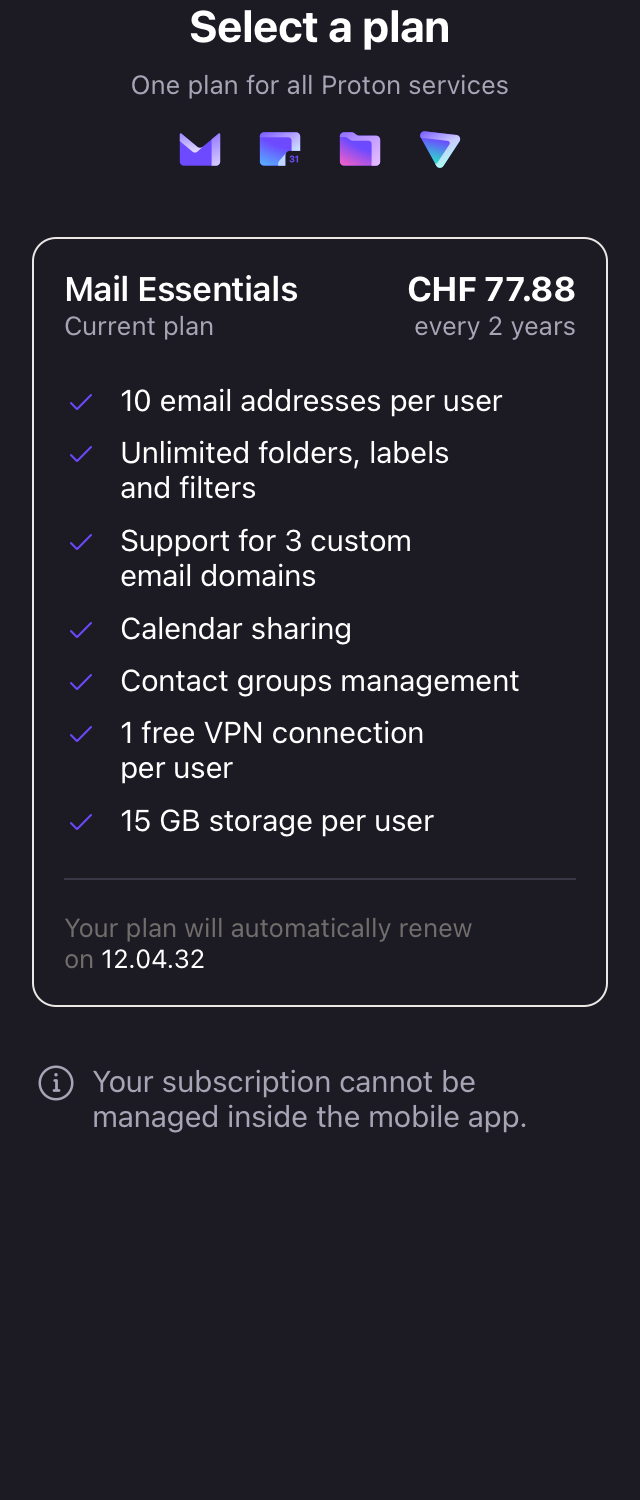 Select a plan
One plan for all Proton services
31
Mail Essentials
CHF 77.88
Current plan
every 2 years
10 email addresses per user
Unlimited folders, labels
and filters
Support for 3 custom
email domains
Calendar sharing
Contact groups management
1 free VPN connection
per user
15 GB storage per user
Your plan will automatically renew
on 12.04.32
Your subscription cannot be
managed inside the mobile app.